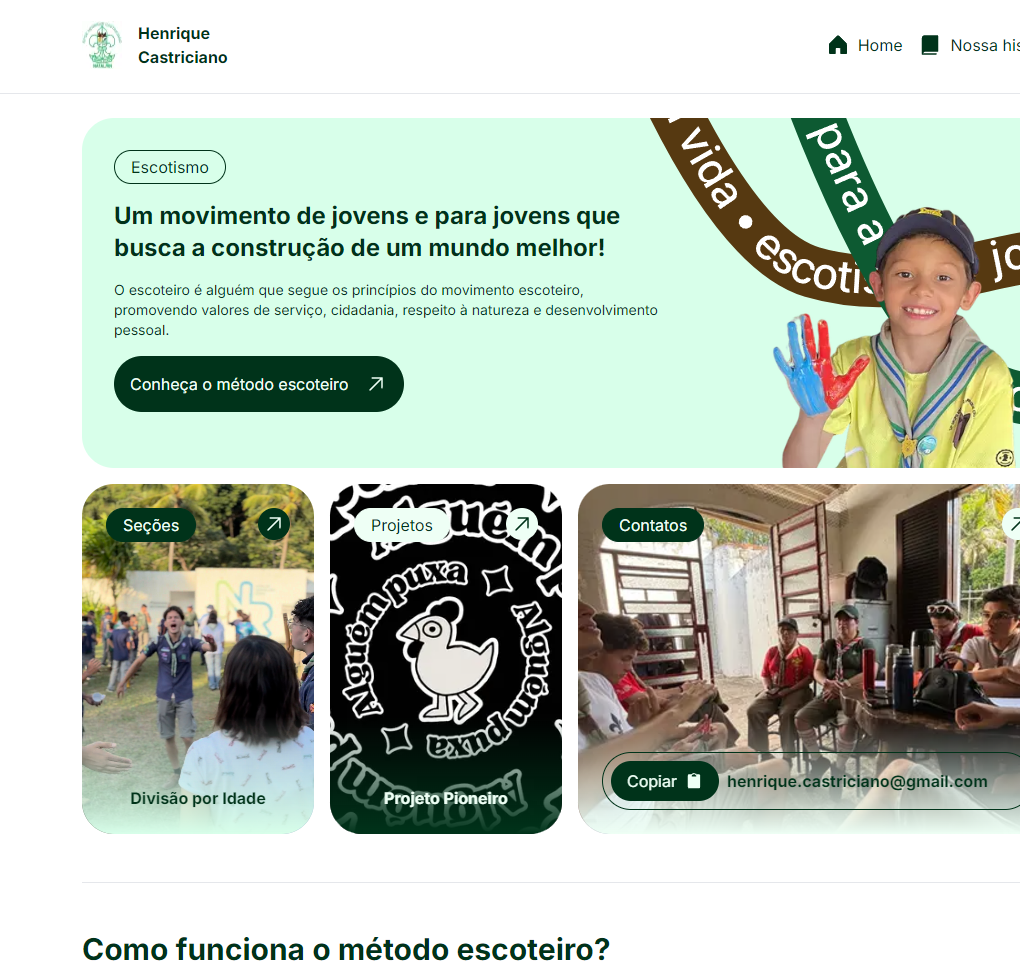 Henrique
Castriciano
Home
Nossa his
Escotismo
Um movimento de jovens e para jovens que
busca a construção de um mundo melhor!
O escoteiro é alguém que segue os princípios do movimento escoteiro,
promovendo valores de serviço, cidadania, respeito à natureza e desenvolvimento
pessoal.
Conheça o método escoteiro
vida • escotis
jo
para a
Seções
Divisão por Idade
Projetos
Alguém puxa
Alguém puxa
Projeto Pioneiro
Contatos
Copiar
henrique.castriciano@gmail.com
Como funciona o método escoteiro?